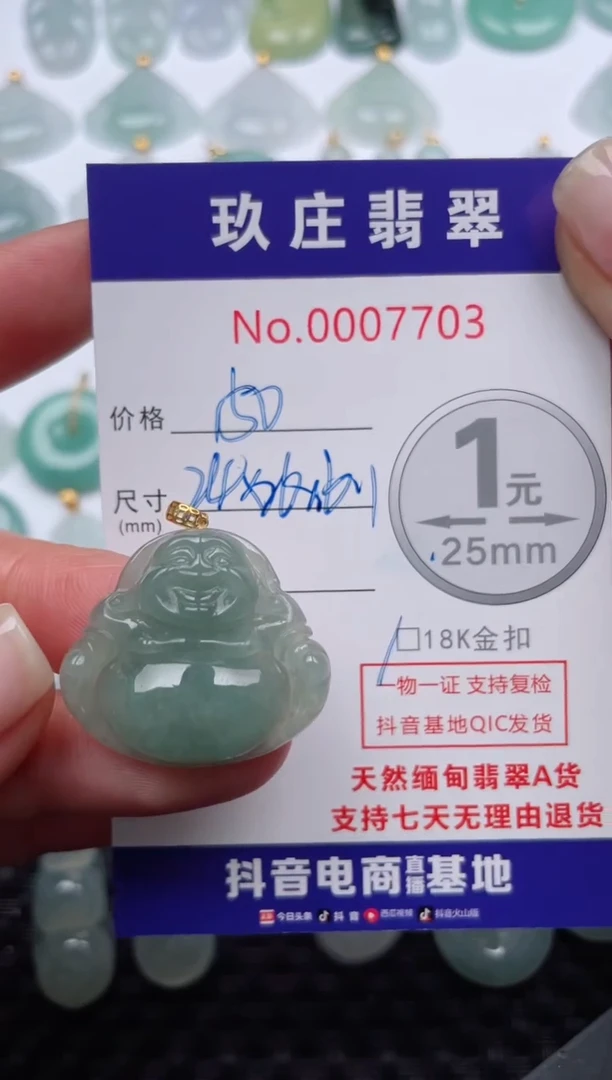 玖庄翡翠
No.0007703
价格 150
尺寸
(mm)
1元
25mm
18K金扣
一物一证 支持复检
抖音基地QIC发货
天然缅甸翡翠A货
支持七天无理由退货
抖音电商直播基地
今日头条 抖音 西瓜视频 抖音火山版